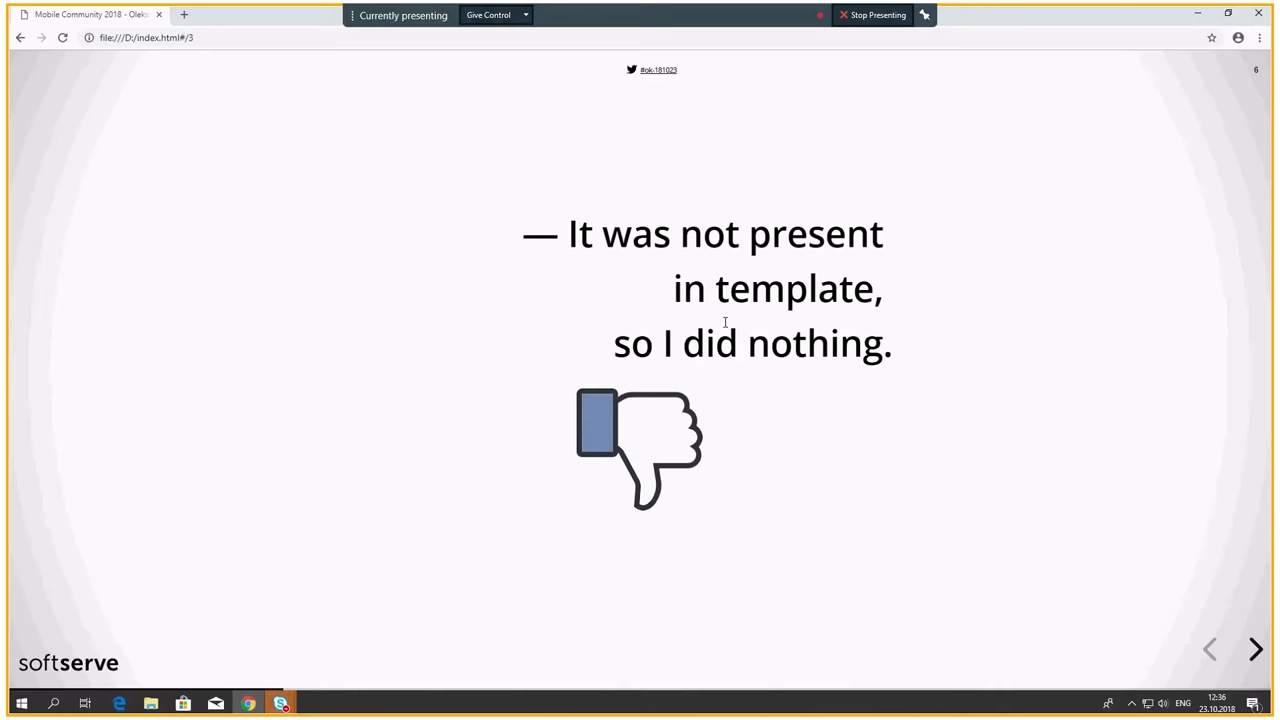 Mobile Community 2018 - Oleks
Currently presenting
Give Control
Stop Presenting
file:///D:/index.html#/3
#ok-181023
6
— It was not present
in template,
so I did nothing.
softserve
ENG
12:36
23.10.2018
1